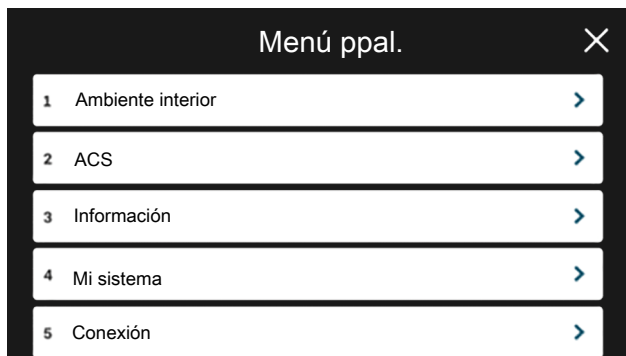 Menú ppal.
1 Ambiente interior
2 ACS
3 Información
4 Mi sistema
5 Conexión